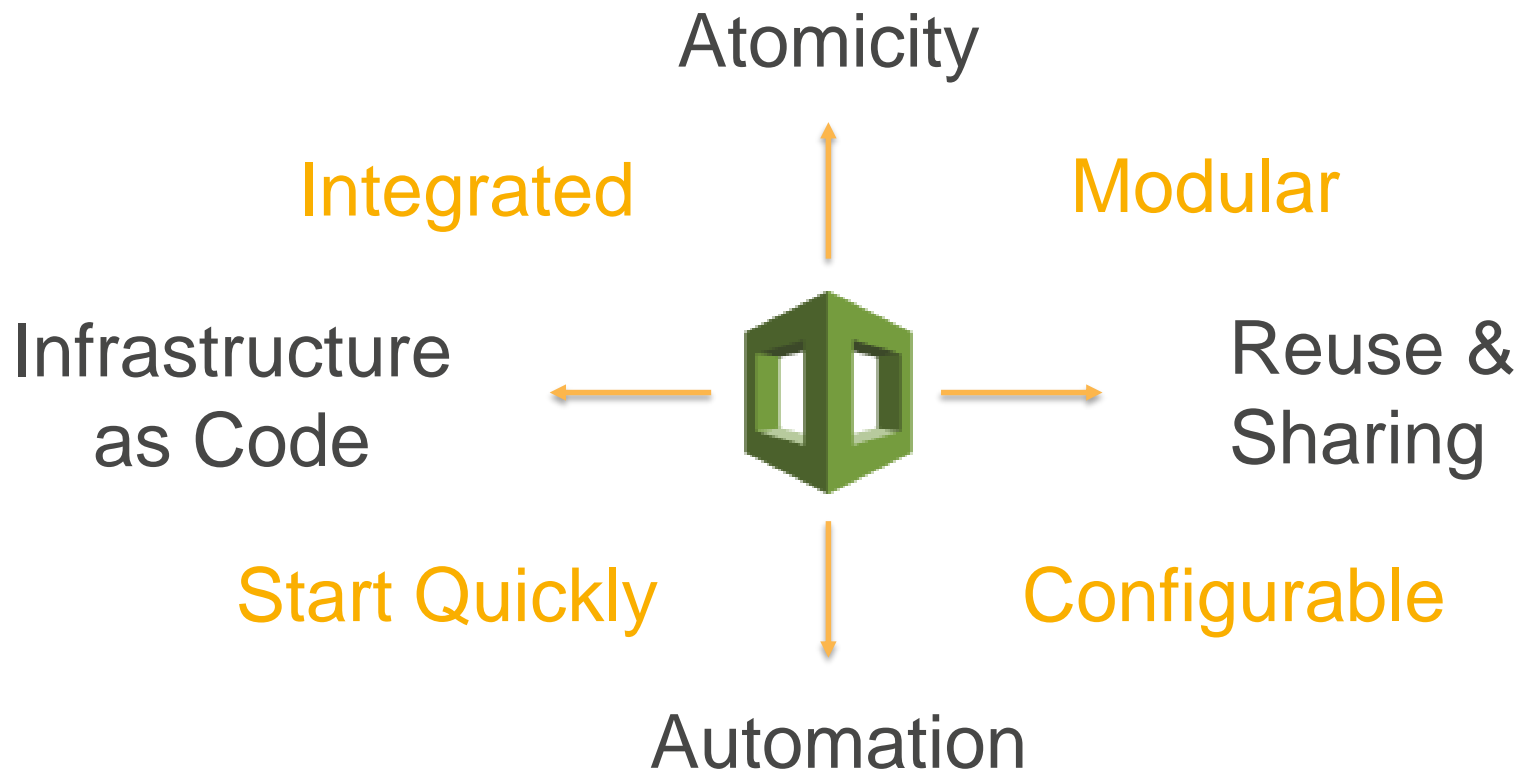 Atomicity
Integrated
Modular
Infrastructure
as Code
Reuse &
Sharing
Start Quickly
Configurable
Automation